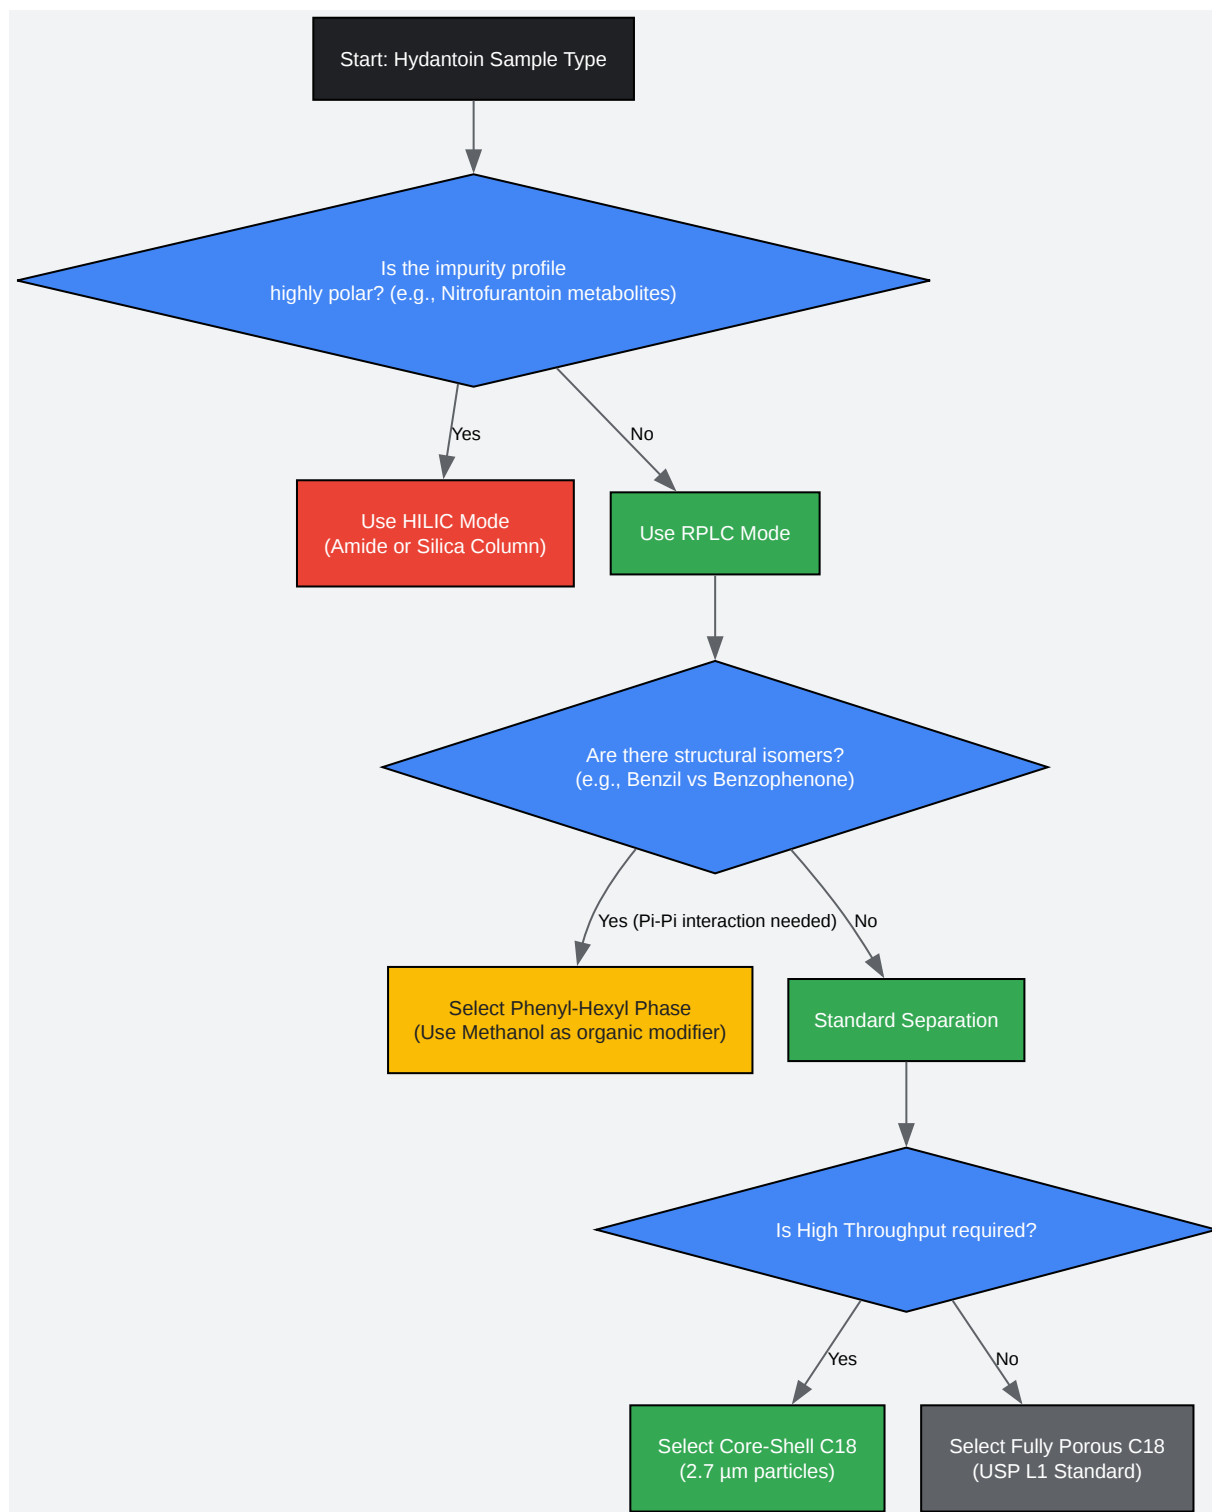 Start: Hydantoin Sample Type
Is the impurity profile
highly polar? (e.g., Nitrofurantoin metabolites)
Yes
No
Use HILIC Mode
(Amide or Silica Column)
Use RPLC Mode
Are there structural isomers?
(e.g., Benzil vs Benzophenone)
Yes (Pi-Pi interaction needed)
No
Select Phenyl-Hexyl Phase
(Use Methanol as organic modifier)
Standard Separation
Is High Throughput required?
Yes
No
Select Core-Shell C18
(2.7 µm particles)
Select Fully Porous C18
(USP L1 Standard)